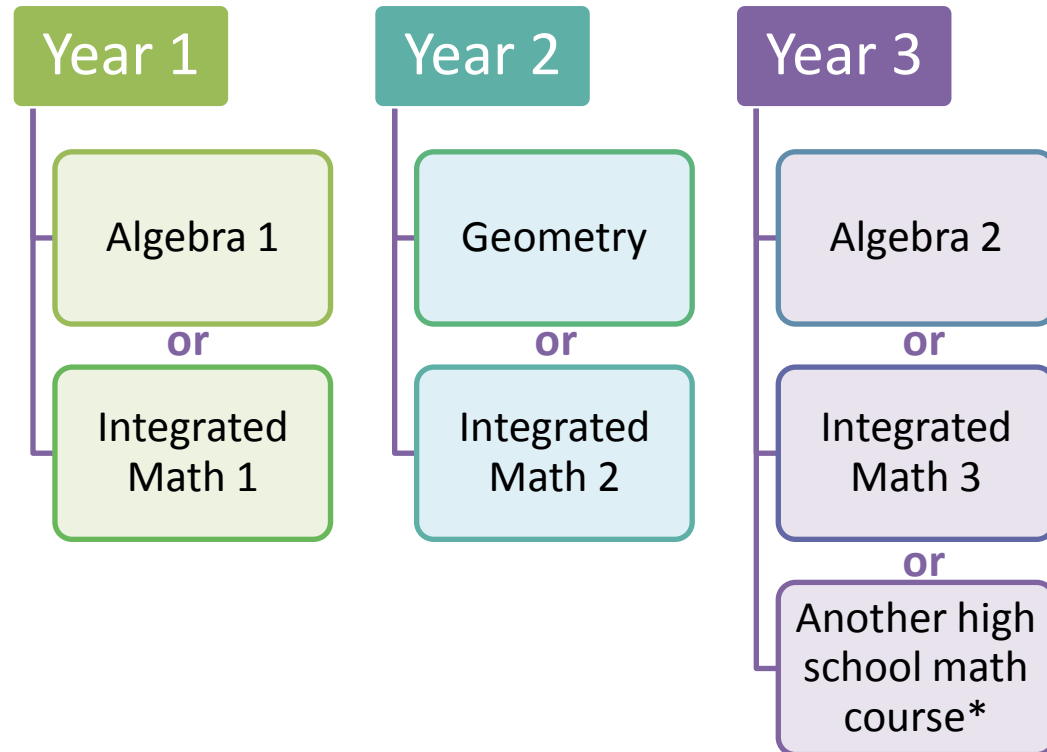 Year 1
Algebra 1
or
Integrated
Math 1
Year 2
Geometry
or
Integrated
Math 2
Year 3
Algebra 2
or
Integrated
Math 3
or
Another high
school math
course*